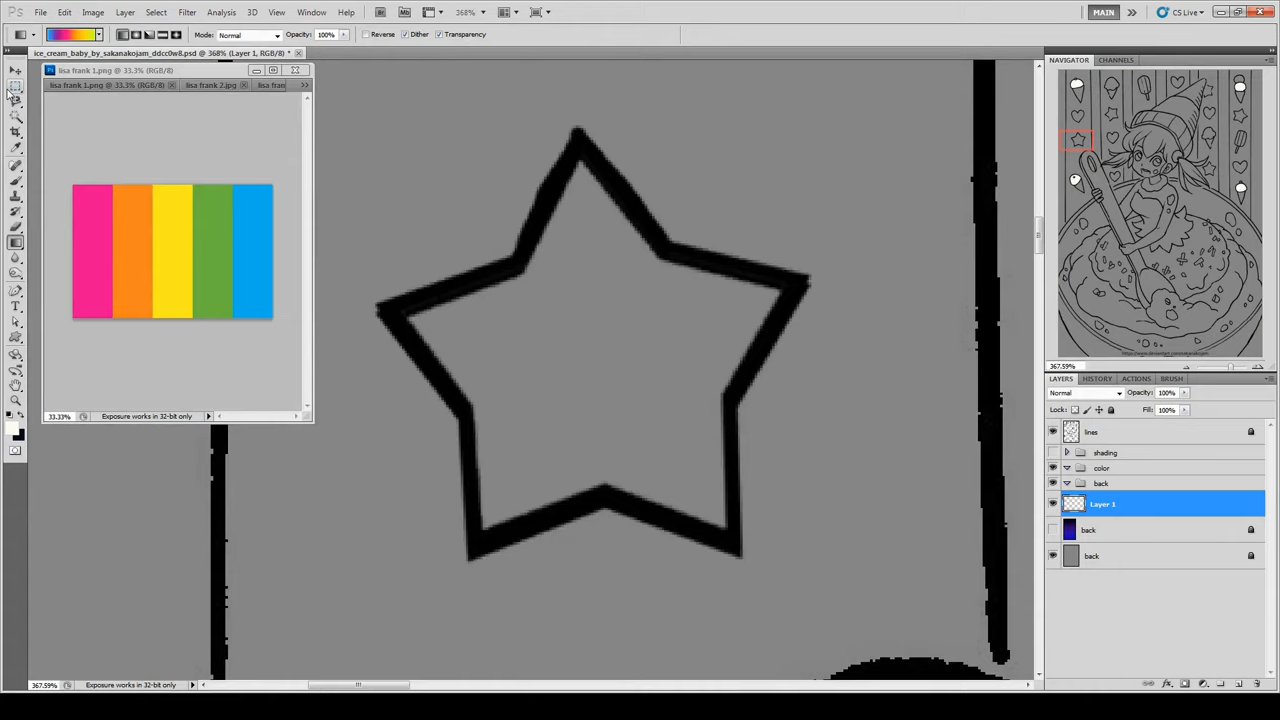 File Edit Image Layer Select Filter Analysis 3D View Window Help Br Mb 368% MAIN CS Live
Mode: Normal Opacity: 100% Reverse Dither Transparency
ice_cream_baby_by_sakanakojam_ddcc0w8.psd @ 368% (Layer 1, RGB/8) *
lisa frank 1.png @ 33.3% (RGB/8)
lisa frank 1.png @ 33.3% (RGB/8) lisa frank 2.jpg lisa fran
33.33% Exposure works in 32-bit only
NAVIGATOR CHANNELS
367.59%
LAYERS HISTORY ACTIONS BRUSH
Normal Opacity: 100%
Lock: Fill: 100%
lines
shading
color
back
Layer 1
back
back
367.59% Exposure works in 32-bit only